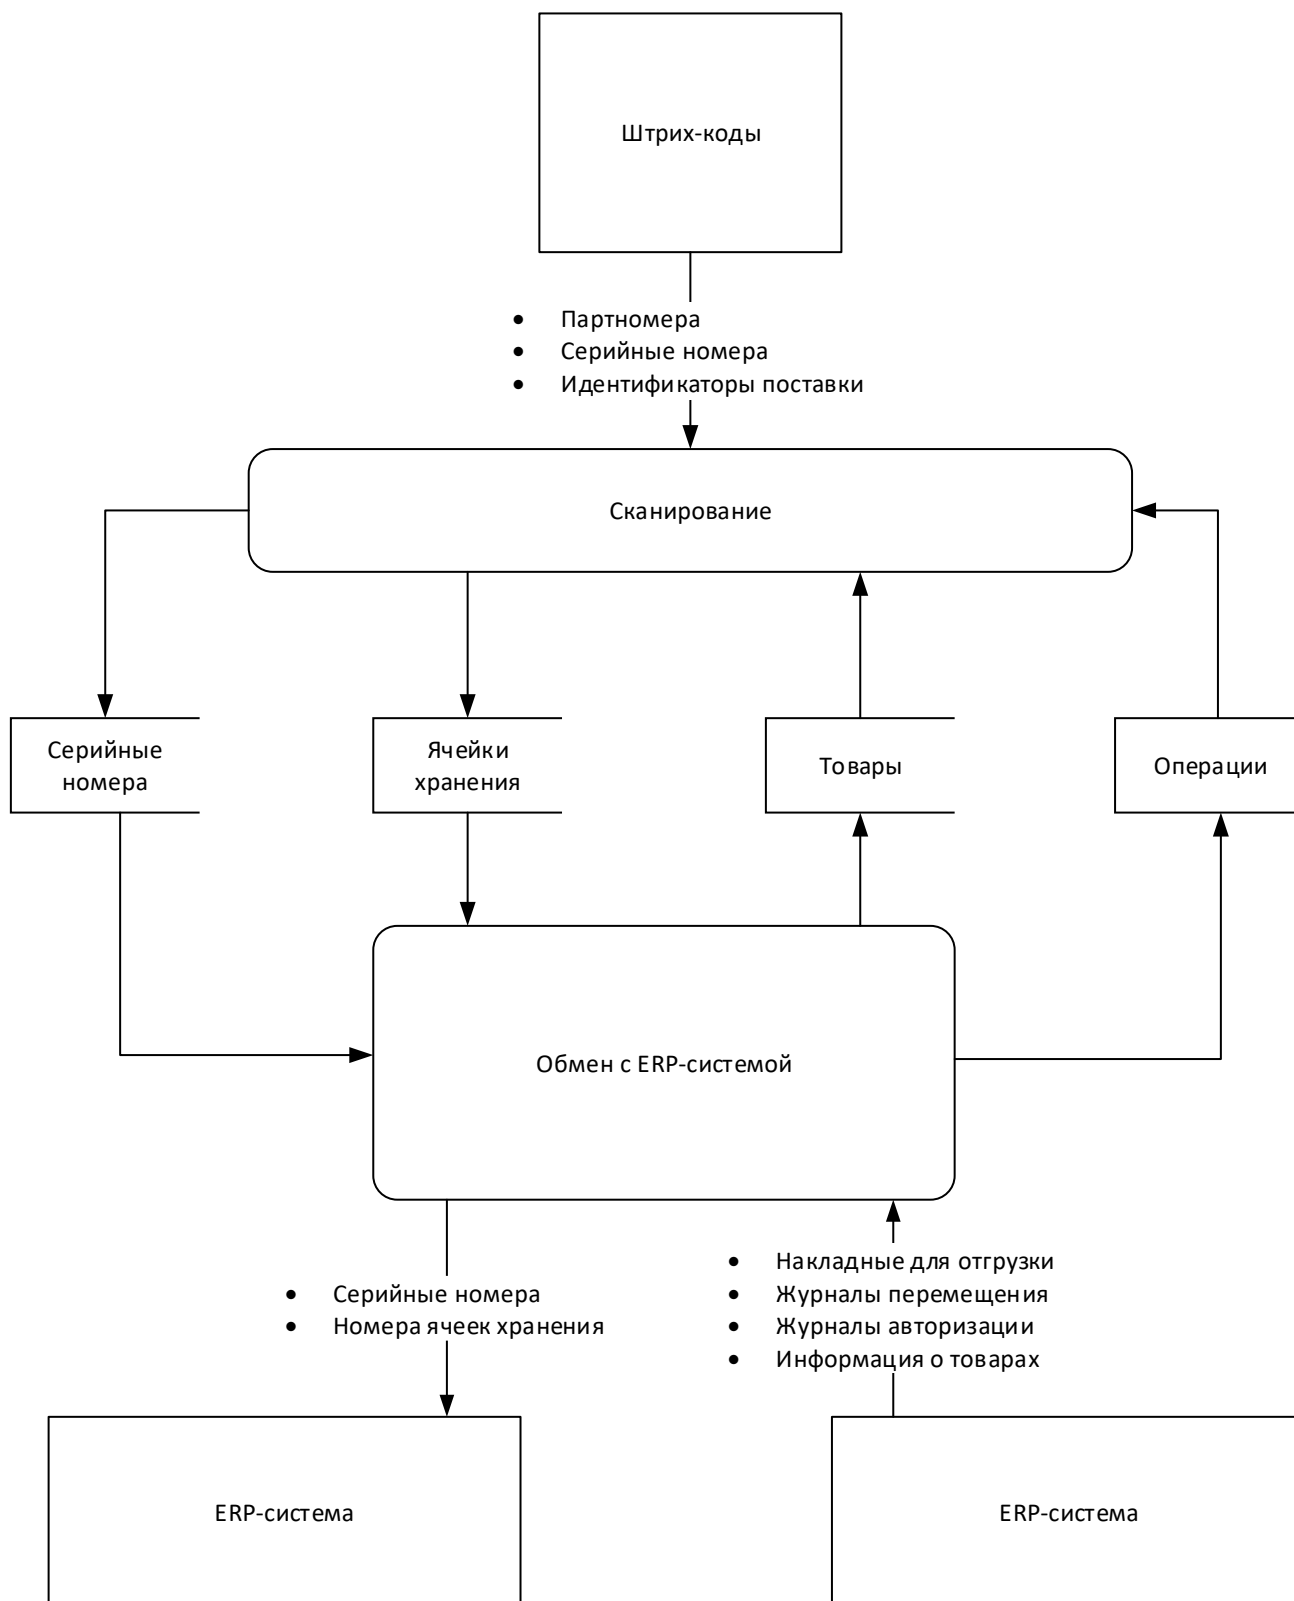 Штрих-коды
• Партномера
• Серийные номера
• Идентификаторы поставки
Сканирование
Серийные
номера
Ячейки
хранения
Товары
Операции
Обмен с ERP-системой
• Серийные номера
• Номера ячеек хранения
• Накладные для отгрузки
• Журналы перемещения
• Журналы авторизации
• Информация о товарах
ERP-система
ERP-система